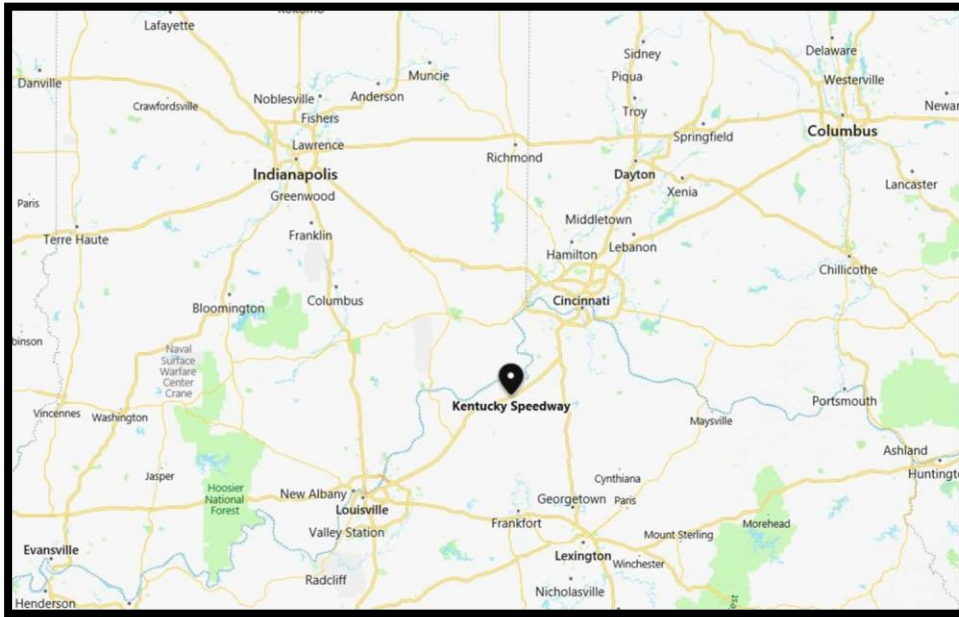 Lafayette
Kokomo
Sidney
Delaware
Danville
Muncie
Piqua
Westerville
Crawfordsville
Noblesville
Anderson
Troy
Fishers
Springfield
Columbus
Lawrence
Richmond
Indianapolis
Dayton
Greenwood
Xenia
Lancaster
Paris
Middletown
Terre Haute
Franklin
Hamilton
Lebanon
Chillicothe
Bloomington
Columbus
Cincinnati
Naval
Surface
Warfare
Center
Crane
Kentucky Speedway
Portsmouth
Vincennes
Washington
Maysville
Ashland
Jasper
Cynthiana
Hoosier
National
Forest
New Albany
Louisville
Georgetown
Paris
Frankfort
Valley Station
Mount Sterling
Morehead
Evansville
Lexington
Winchester
Radcliff
Nicholasville
Henderson